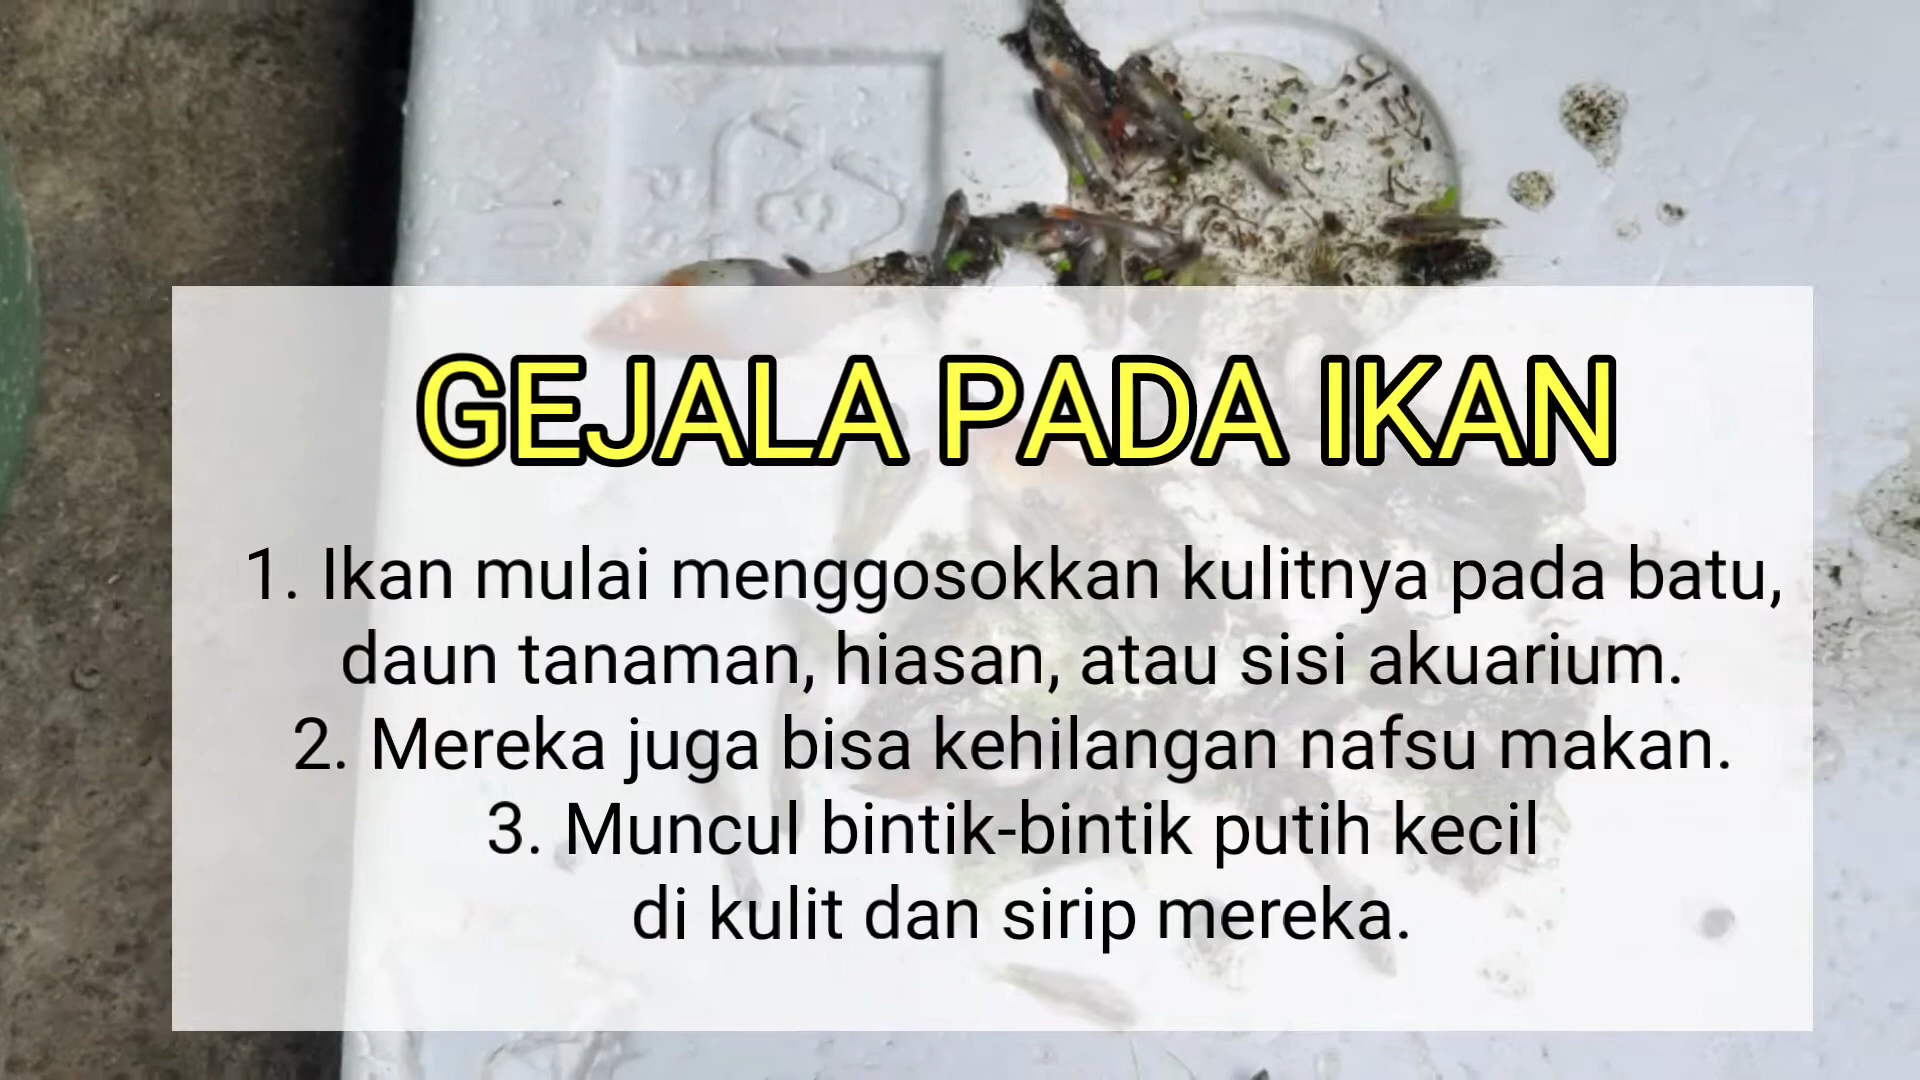 GEJALA PADA IKAN
1. Ikan mulai menggosokkan kulitnya pada batu,
daun tanaman, hiasan, atau sisi akuarium.
2. Mereka juga bisa kehilangan nafsu makan.
3. Muncul bintik-bintik putih kecil
di kulit dan sirip mereka.